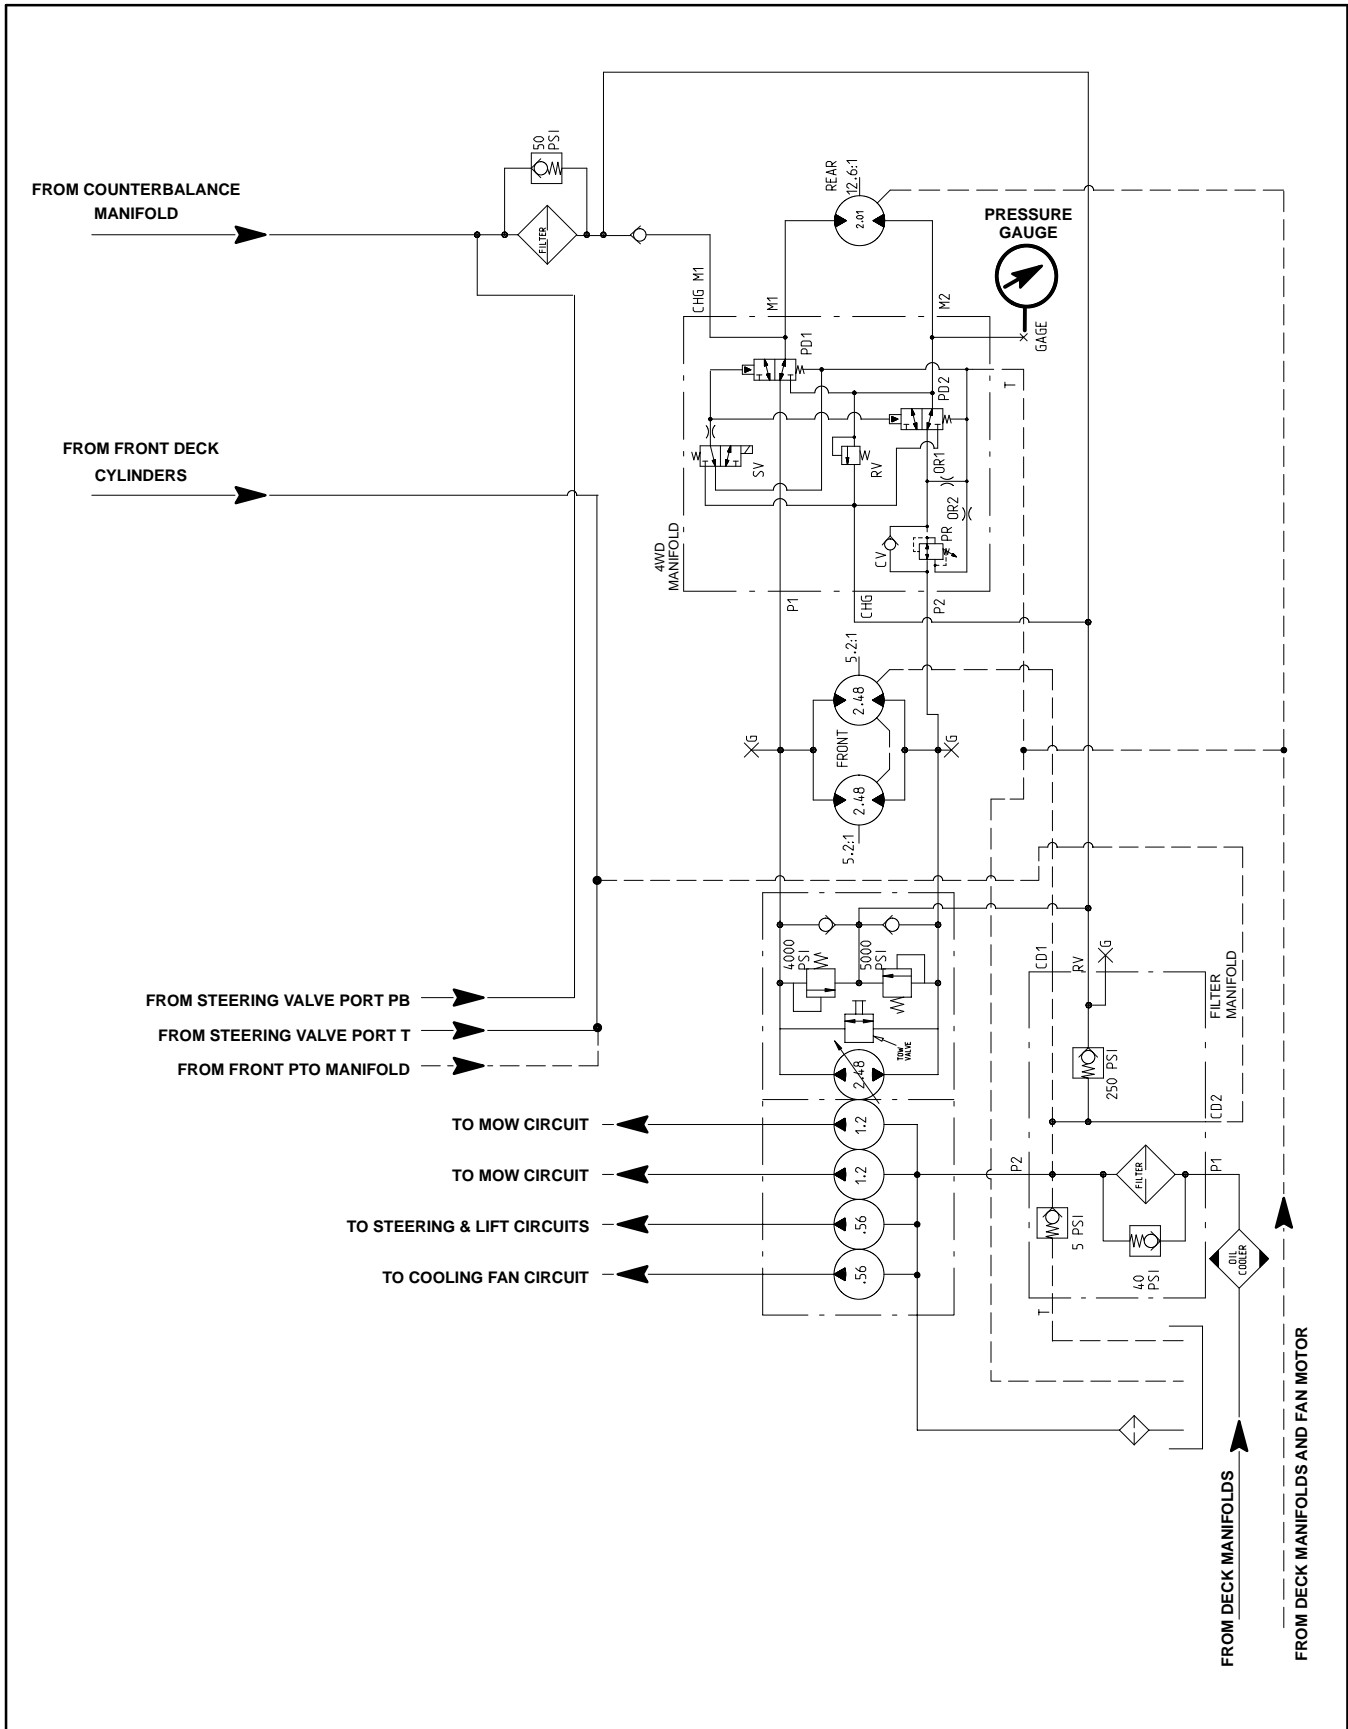 50
PSI
FILTER
FROM COUNTERBALANCE
MANIFOLD
REAR
12.6:1
2.01
PRESSURE
GAUGE
GAGE
CHG M1
M1
M2
PD1
PD2
T
SV
RV
OR1
OR2
PR
CV
4WD
MANIFOLD
P1
CHG
P2
FROM FRONT DECK
CYLINDERS
5.2:1
2.48
FRONT
2.48
5.2:1
G
G
4000
PSI
5000
PSI
TOW
VALVE
2.48
CD1
RV
G
FILTER
MANIFOLD
250 PSI
CD2
FROM STEERING VALVE PORT PB
FROM STEERING VALVE PORT T
FROM FRONT PTO MANIFOLD
TO MOW CIRCUIT
1.2
TO MOW CIRCUIT
1.2
TO STEERING & LIFT CIRCUITS
.56
TO COOLING FAN CIRCUIT
.56
P2
FILTER
P1
5 PSI
40
PSI
OIL
COOLER
T
FROM DECK MANIFOLDS
FROM DECK MANIFOLDS AND FAN MOTOR